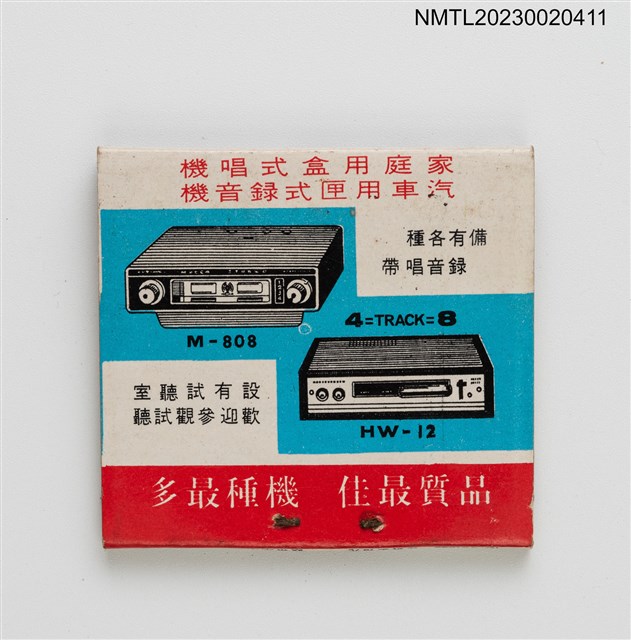 NMTL20230020411
家庭用盒式唱機
汽車用匣式録音機
備有各種
録音唱帶
M-808
4=TRACK=8
HW-12
設有試聽室
歡迎參觀試聽
品質最佳 機種最多